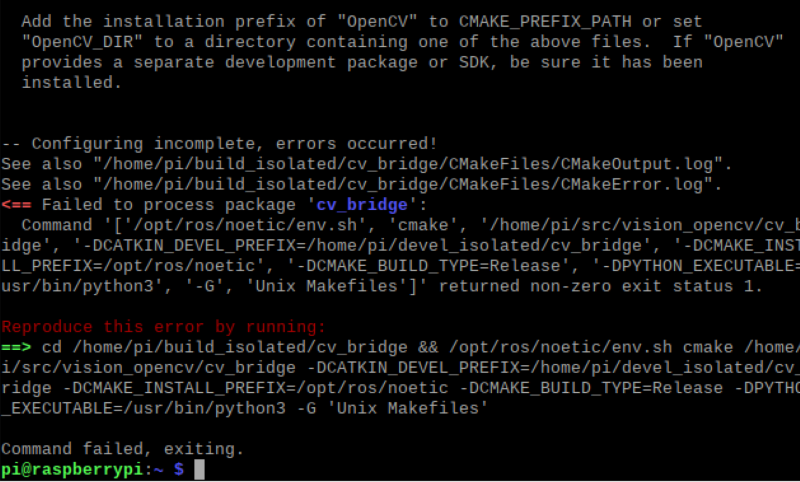 Add the installation prefix of "OpenCV" to CMAKE_PREFIX_PATH or set
"OpenCV_DIR" to a directory containing one of the above files.  If "OpenCV"
provides a separate development package or SDK, be sure it has been
installed.
-- Configuring incomplete, errors occurred!
See also "/home/pi/build_isolated/cv_bridge/CMakeFiles/CMakeOutput.log".
See also "/home/pi/build_isolated/cv_bridge/CMakeFiles/CMakeError.log".
<== Failed to process package 'cv_bridge':
Command '['/opt/ros/noetic/env.sh', 'cmake', '/home/pi/src/vision_opencv/cv_b
idge', '-DCATKIN_DEVEL_PREFIX=/home/pi/devel_isolated/cv_bridge', '-DCMAKE_INST
LL_PREFIX=/opt/ros/noetic', '-DCMAKE_BUILD_TYPE=Release', '-DPYTHON_EXECUTABLE=
usr/bin/python3', '-G', 'Unix Makefiles']' returned non-zero exit status 1.
Reproduce this error by running:
==> cd /home/pi/build_isolated/cv_bridge && /opt/ros/noetic/env.sh cmake /home/
i/src/vision_opencv/cv_bridge -DCATKIN_DEVEL_PREFIX=/home/pi/devel_isolated/cv_
ridge -DCMAKE_INSTALL_PREFIX=/opt/ros/noetic -DCMAKE_BUILD_TYPE=Release -DPYTH
_EXECUTABLE=/usr/bin/python3 -G 'Unix Makefiles'
Command failed, exiting.
pi@raspberrypi:~ $